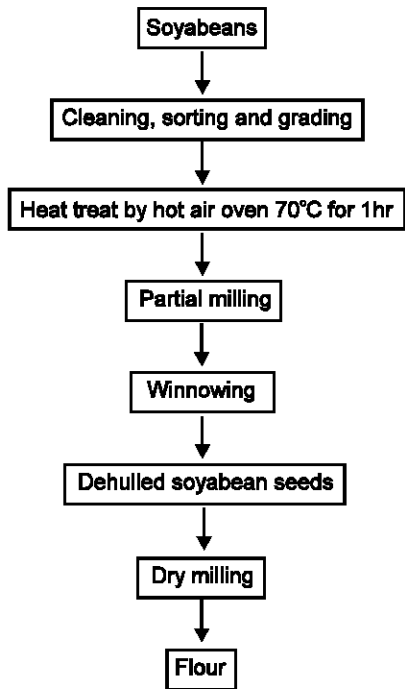 Soyabeans
Cleaning, sorting and grading
Heat treat by hot air oven 70°C for 1hr
Partial milling
Winnowing
Dehulled soyabean seeds
Dry milling
Flour